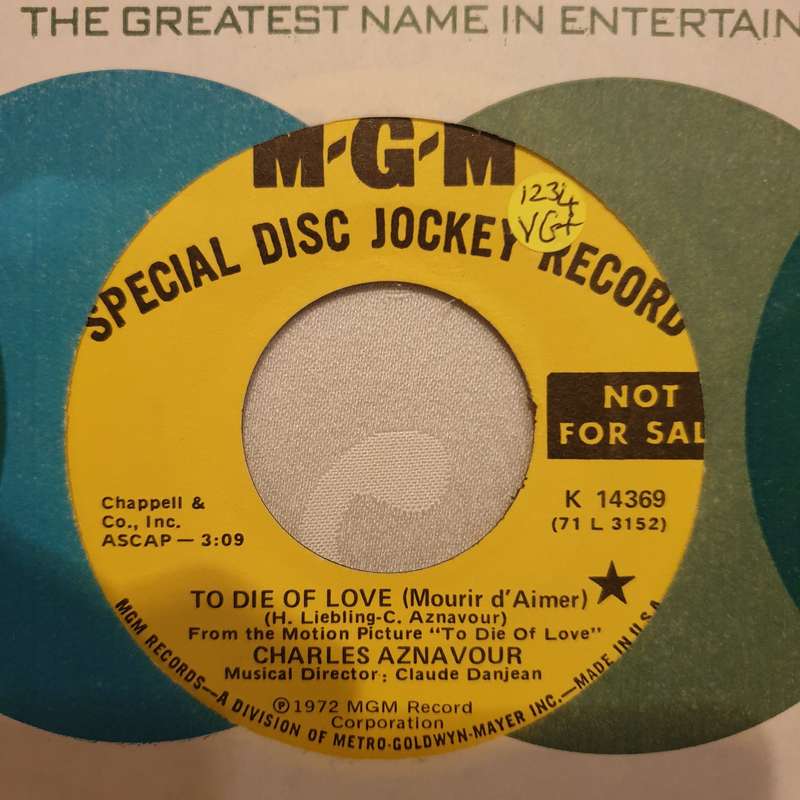 THE GREATEST NAME IN ENTERTAIN
M-G-M
1234
VG+
SPECIAL DISC JOCKEY RECORD
NOT
FOR SAL
K 14369
(71 L 3152)
Chappell &
Co., Inc.
ASCAP — 3:09
TO DIE OF LOVE (Mourir d'Aimer)
(H. Liebling-C. Aznavour)
From the Motion Picture "To Die Of Love"
CHARLES AZNAVOUR
Musical Director: Claude Danjean
℗1972 MGM Record
Corporation
MGM RECORDS—A DIVISION OF METRO-GOLDWYN-MAYER INC.—MADE IN U.S.A